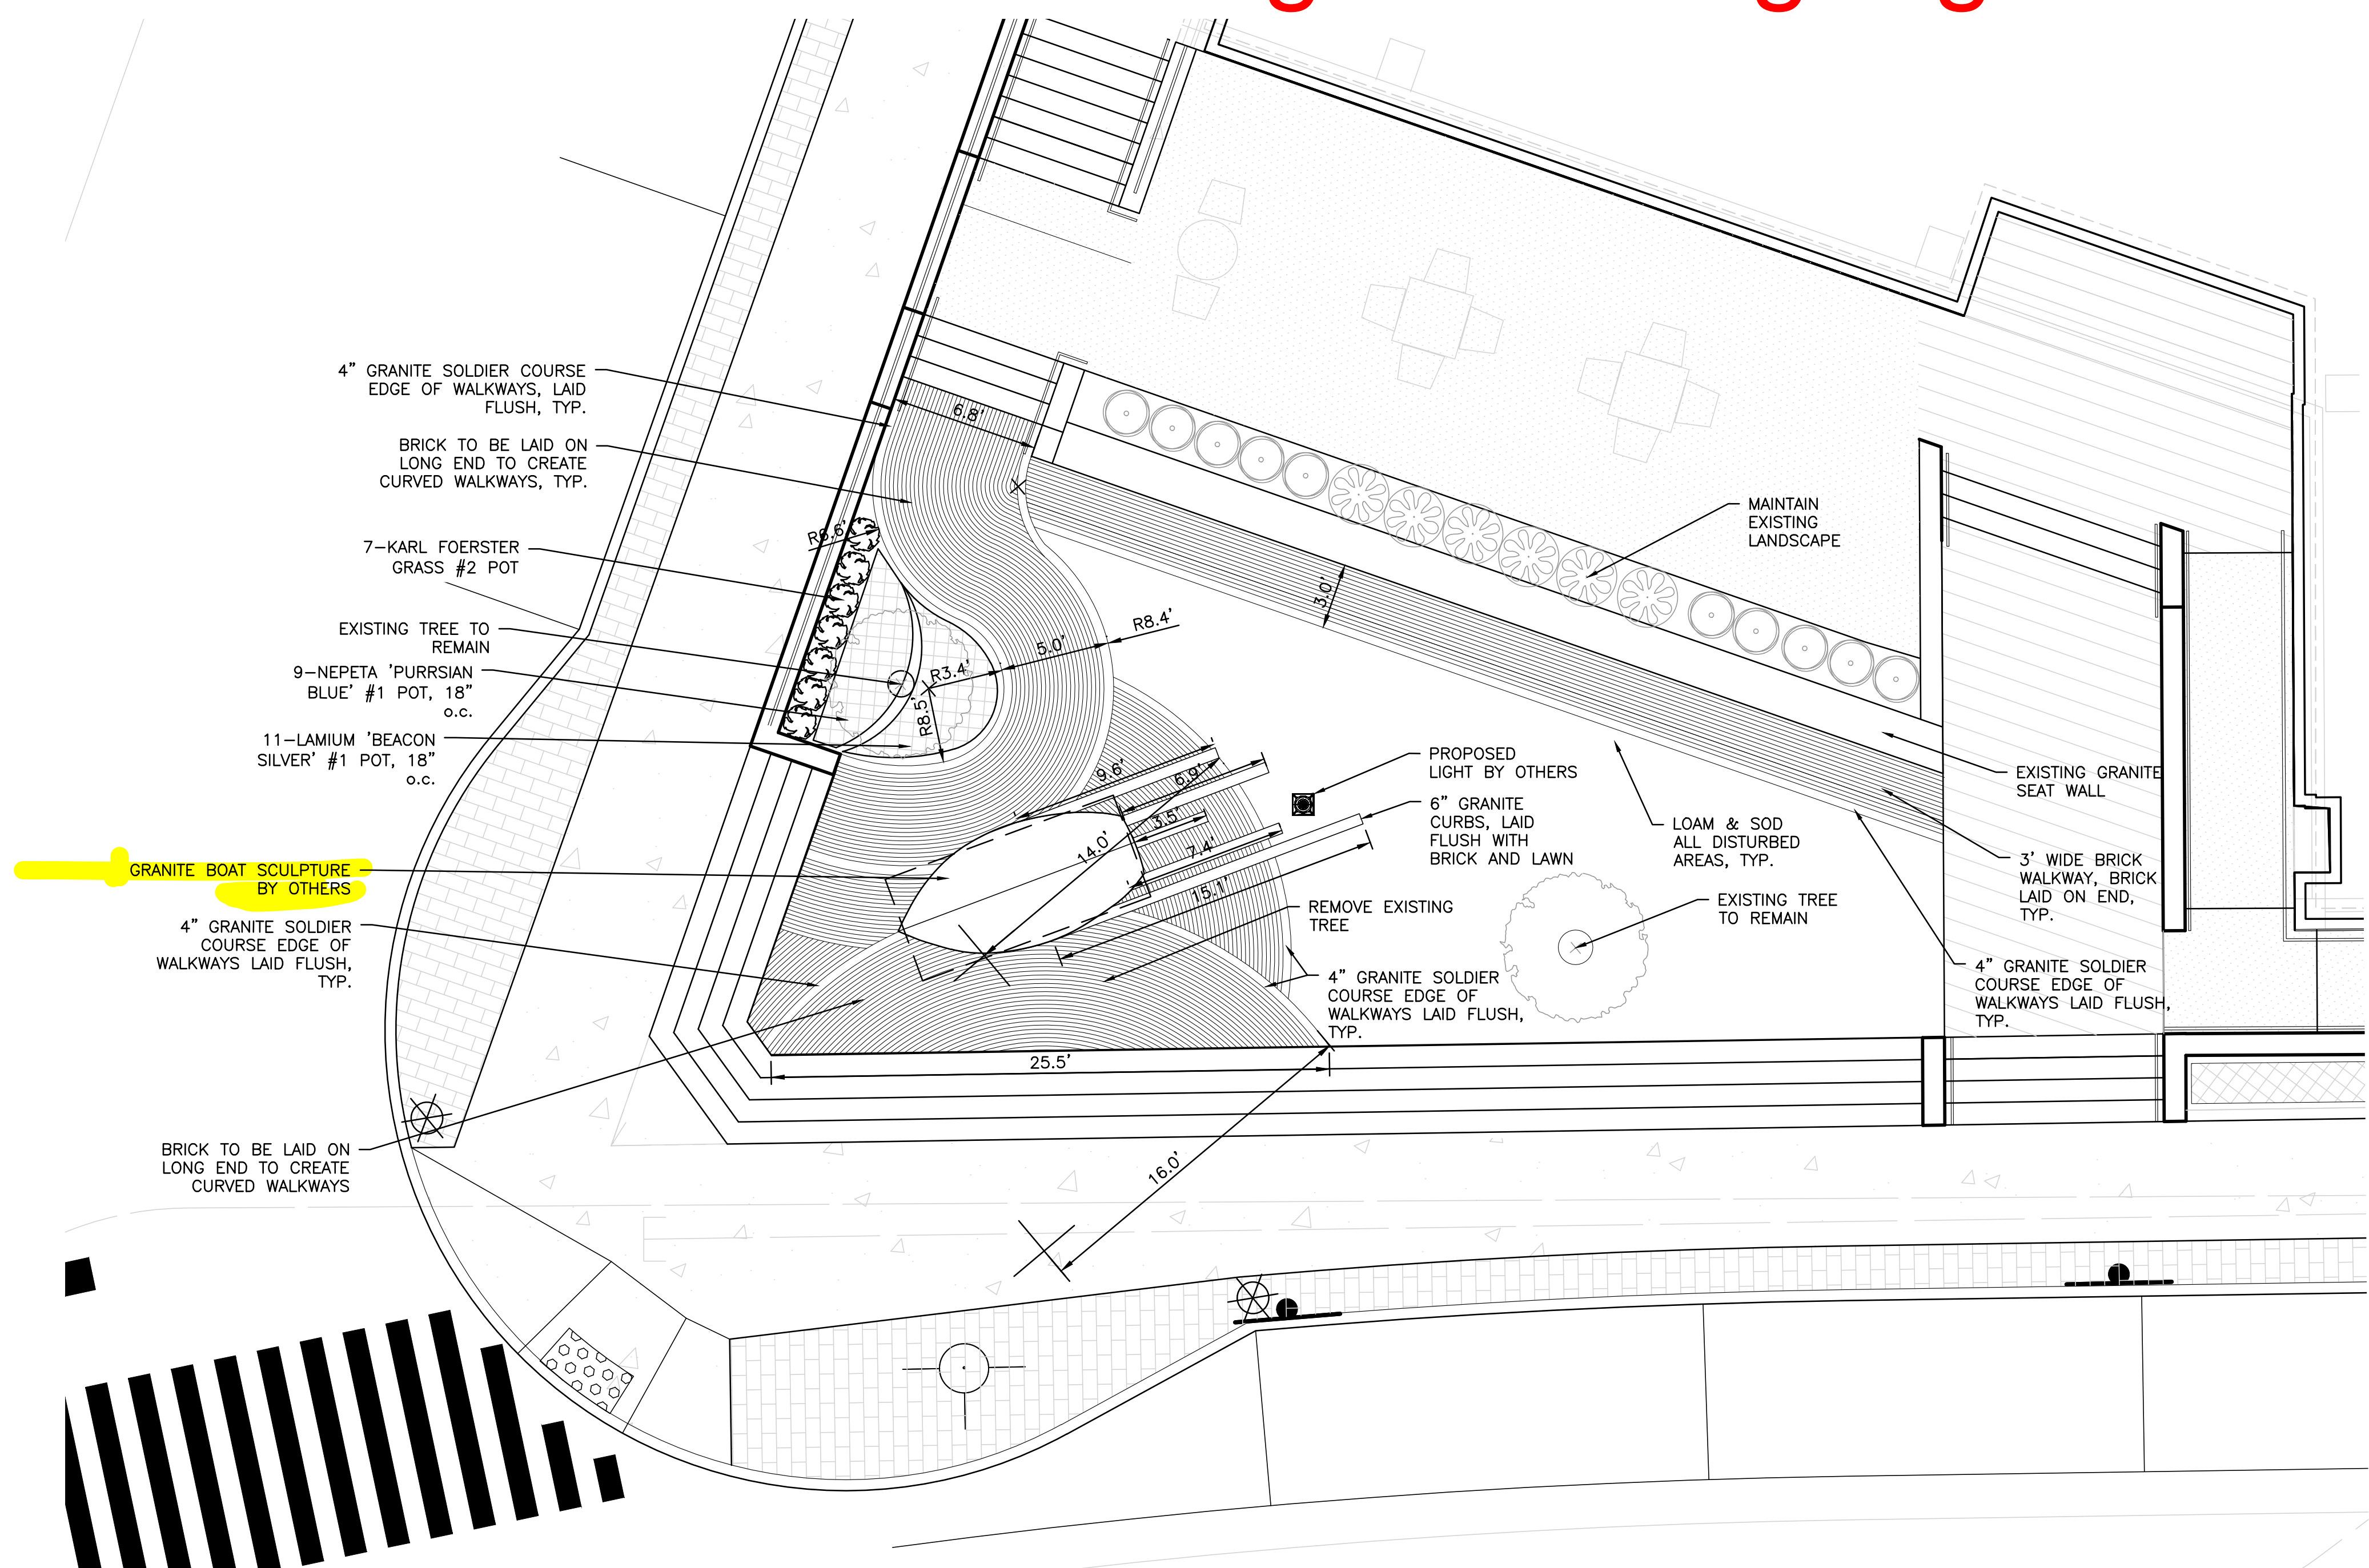 4” GRANITE SOLDIER COURSE
EDGE OF WALKWAYS, LAID
FLUSH, TYP.
BRICK TO BE LAID ON
LONG END TO CREATE
CURVED WALKWAYS, TYP.
7–KARL FOERSTER
GRASS #2 POT
EXISTING TREE TO
REMAIN
9–NEPETA 'PURRSIAN
BLUE' #1 POT, 18”
o.c.
11–LAMIUM 'BEACON
SILVER' #1 POT, 18”
o.c.
GRANITE BOAT SCULPTURE
BY OTHERS
4” GRANITE SOLDIER
COURSE EDGE OF
WALKWAYS LAID FLUSH,
TYP.
BRICK TO BE LAID ON
LONG END TO CREATE
CURVED WALKWAYS
6.8'
R6.6'
3.0'
R8.4'
5.0'
R3.4'
R8.5'
9.6'
6.9'
3.5'
14.0'
7.4'
15.1'
25.5'
16.0'
MAINTAIN
EXISTING
LANDSCAPE
PROPOSED
LIGHT BY OTHERS
6” GRANITE
CURBS, LAID
FLUSH WITH
BRICK AND LAWN
REMOVE EXISTING
TREE
4” GRANITE SOLDIER
COURSE EDGE OF
WALKWAYS LAID FLUSH,
TYP.
LOAM & SOD
ALL DISTURBED
AREAS, TYP.
EXISTING TREE
TO REMAIN
EXISTING GRANITE
SEAT WALL
3' WIDE BRICK
WALKWAY, BRICK
LAID ON END,
TYP.
4” GRANITE SOLDIER
COURSE EDGE OF
WALKWAYS LAID FLUSH,
TYP.